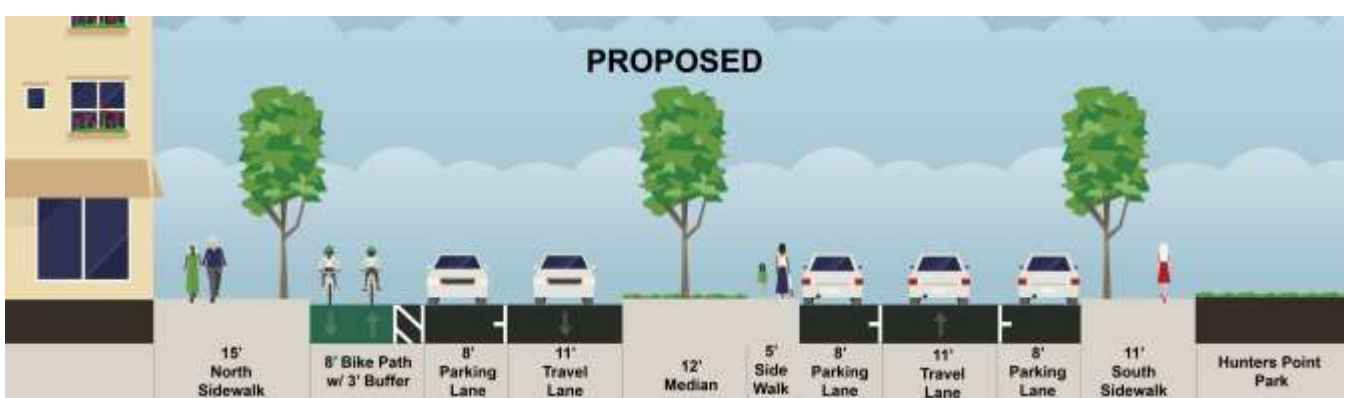 PROPOSED
15'
North
Sidewalk
8' Bike Path
w/ 3' Buffer
8'
Parking
Lane
11'
Travel
Lane
12'
Median
5'
Side
Walk
8'
Parking
Lane
11'
Travel
Lane
8'
Parking
Lane
11'
South
Sidewalk
Hunters Point
Park